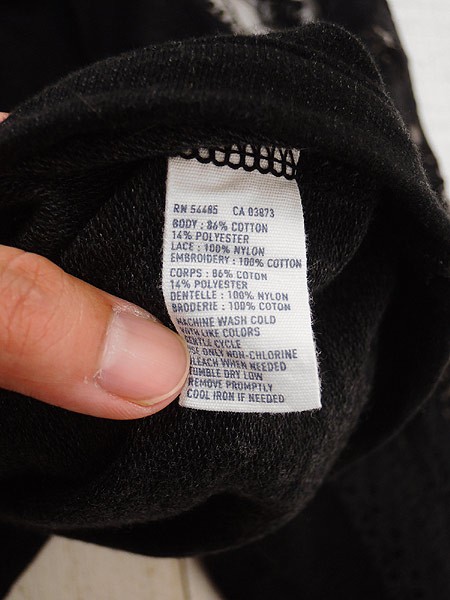 RN 54485 CA 03873
BODY : 86% COTTON
14% POLYESTER
LACE : 100% NYLON
EMBROIDERY : 100% COTTON
CORPS : 86% COTON
14% POLYESTER
DENTELLE : 100% NYLON
BRODERIE : 100% COTON
MACHINE WASH COLD
WITH LIKE COLORS
GENTLE CYCLE
USE ONLY NON-CHLORINE
BLEACH WHEN NEEDED
TUMBLE DRY LOW
REMOVE PROMPTLY
COOL IRON IF NEEDED